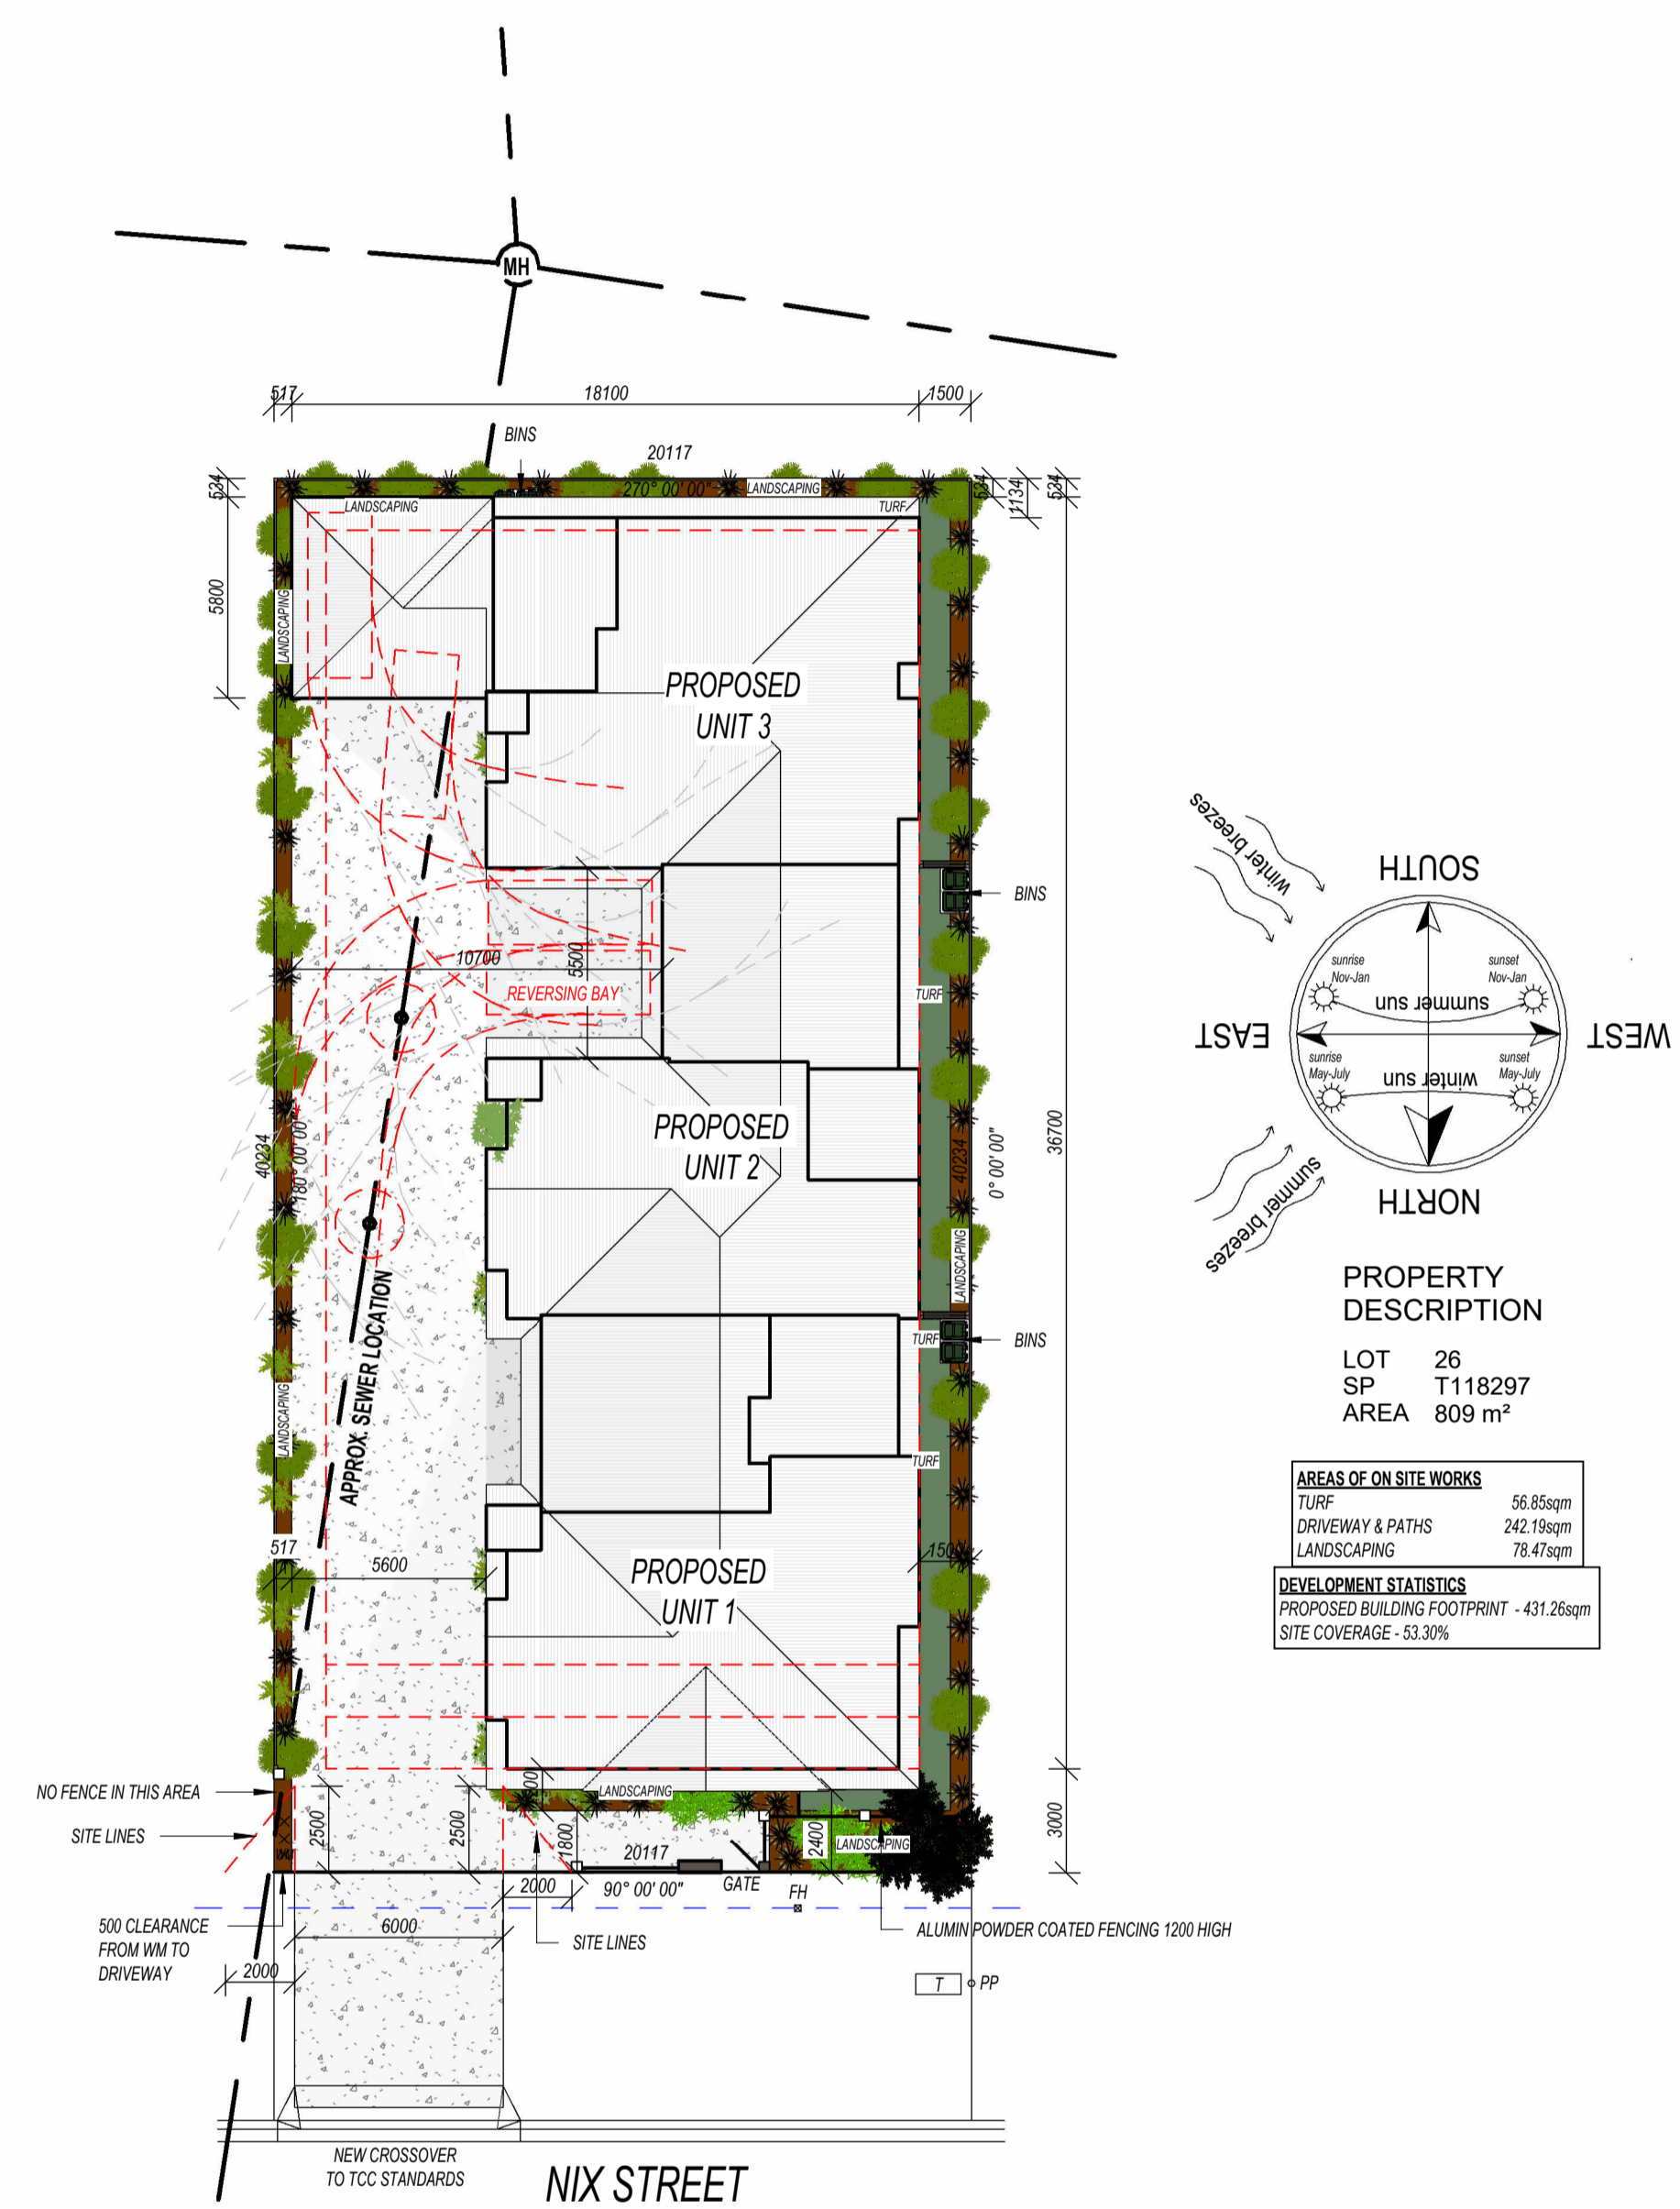 MH
517
18100
1500
BINS
20117
270° 00' 00"
LANDSCAPING
534
534
1134
534
LANDSCAPING
TURF
5800
LANDSCAPING
PROPOSED
UNIT 3
BINS
10700
5500
REVERSING BAY
TURF
40234
180° 00' 00"
PROPOSED
UNIT 2
40234
0° 00' 00"
36700
LANDSCAPING
APPROX. SEWER LOCATION
TURF
BINS
LANDSCAPING
TURF
517
5600
1500
PROPOSED
UNIT 1
NO FENCE IN THIS AREA
SITE LINES
2500
2500
LANDSCAPING
1800
20117
2400
LANDSCAPING
3000
2000
90° 00' 00"
GATE
FH
500 CLEARANCE
FROM WM TO
DRIVEWAY
6000
2000
SITE LINES
ALUMIN POWDER COATED FENCING 1200 HIGH
T
PP
NEW CROSSOVER
TO TCC STANDARDS
NIX STREET
winter breezes
SOUTH
sunrise
Nov-Jan
sunset
Nov-Jan
summer sun
EAST
WEST
sunrise
May-July
sunset
May-July
winter sun
summer breezes
NORTH
PROPERTY
DESCRIPTION
LOT 26
SP T118297
AREA 809 m²
AREAS OF ON SITE WORKS
TURF 56.85sqm
DRIVEWAY & PATHS 242.19sqm
LANDSCAPING 78.47sqm
DEVELOPMENT STATISTICS
PROPOSED BUILDING FOOTPRINT - 431.26sqm
SITE COVERAGE - 53.30%